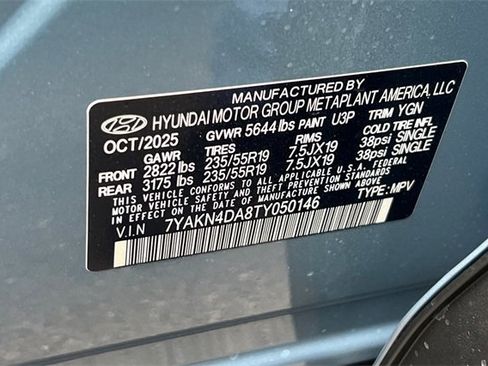 MANUFACTURED BY
HYUNDAI MOTOR GROUP METAPLANT AMERICA, LLC
OCT/2025 GVWR 5644 lbs PAINT U3P TRIM YGN
GAWR TIRES RIMS COLD TIRE INFL.
FRONT 2822 lbs 235/55R19 7.5JX19 38psi SINGLE
REAR 3175 lbs 235/55R19 7.5JX19 38psi SINGLE
THIS VEHICLE CONFORMS TO ALL APPLICABLE U.S.A. FEDERAL
MOTOR VEHICLE SAFETY, BUMPER, AND THEFT PREVENTION
STANDARDS IN EFFECT ON THE DATE OF MANUFACTURE SHOWN ABOVE.
V.I.N 7YAKN4DA8TY050146 TYPE: MPV